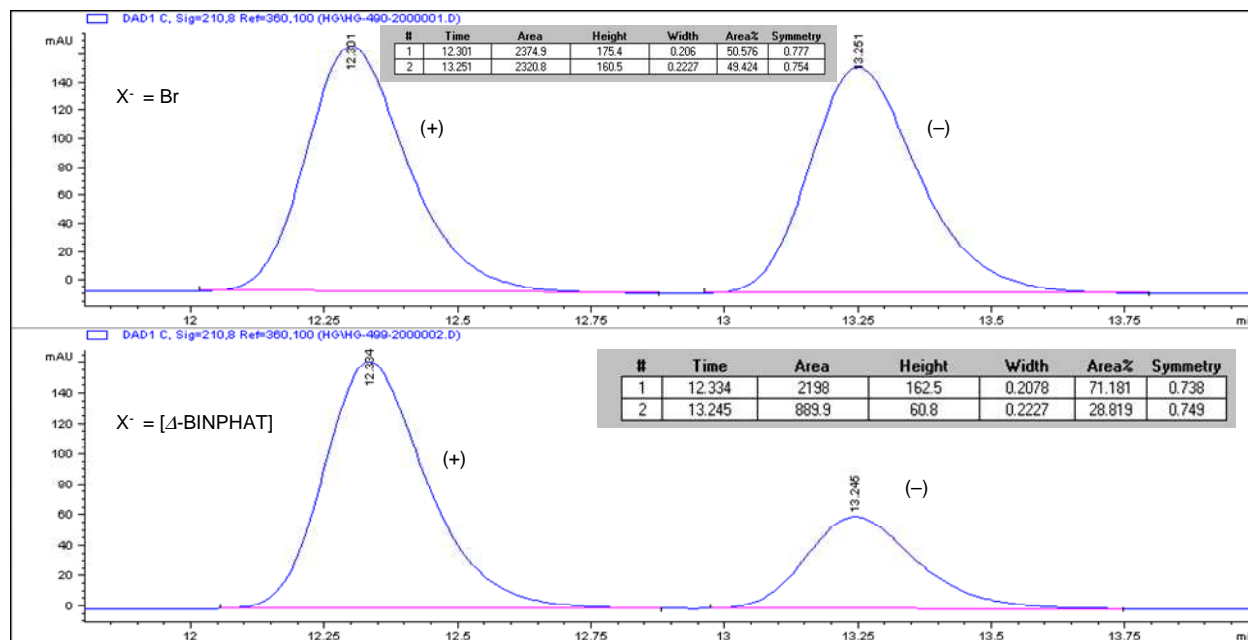 DAD1 C, Sig=210,8 Ref=360,100 (HG\HG-490-2000001.D)
mAU
# Time Area Height Width Area% Symmetry
1 12.301 2374.9 175.4 0.206 50.576 0.777
2 13.251 2320.8 160.5 0.2227 49.424 0.754
12.301
13.251
X- = Br
(+)
(–)
140
120
100
80
60
40
20
0
12 12.25 12.5 12.75 13 13.25 13.5 13.75 mi
DAD1 C, Sig=210,8 Ref=360,100 (HG\HG-499-2000002.D)
mAU
# Time Area Height Width Area% Symmetry
1 12.334 2198 162.5 0.2078 71.181 0.738
2 13.245 889.9 60.8 0.2227 28.819 0.749
12.334
13.245
X- = [Δ-BINPHAT]
(+)
(–)
140
120
100
80
60
40
20
0
12 12.25 12.5 12.75 13 13.25 13.5 13.75 mi